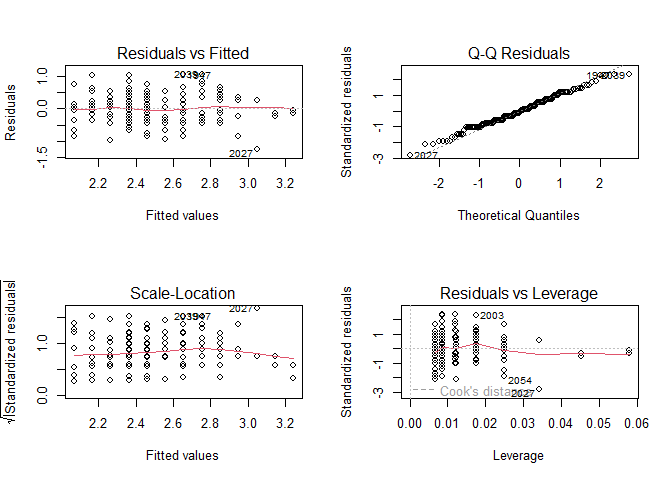 Residuals vs Fitted
Residuals
1.0
0.0
-1.5
2039
1947
2027
2.2 2.4 2.6 2.8 3.0 3.2
Fitted values
Q-Q Residuals
Standardized residuals
1
-1
-3
2039
2027
-2 -1 0 1 2
Theoretical Quantiles
Scale-Location
√|Standardized residuals|
1.0
0.0
2027
2.2 2.4 2.6 2.8 3.0 3.2
Fitted values
Residuals vs Leverage
Standardized residuals
1
-1
-3
2003
2054
2027
Cook's distance
0.00 0.01 0.02 0.03 0.04 0.05 0.06
Leverage